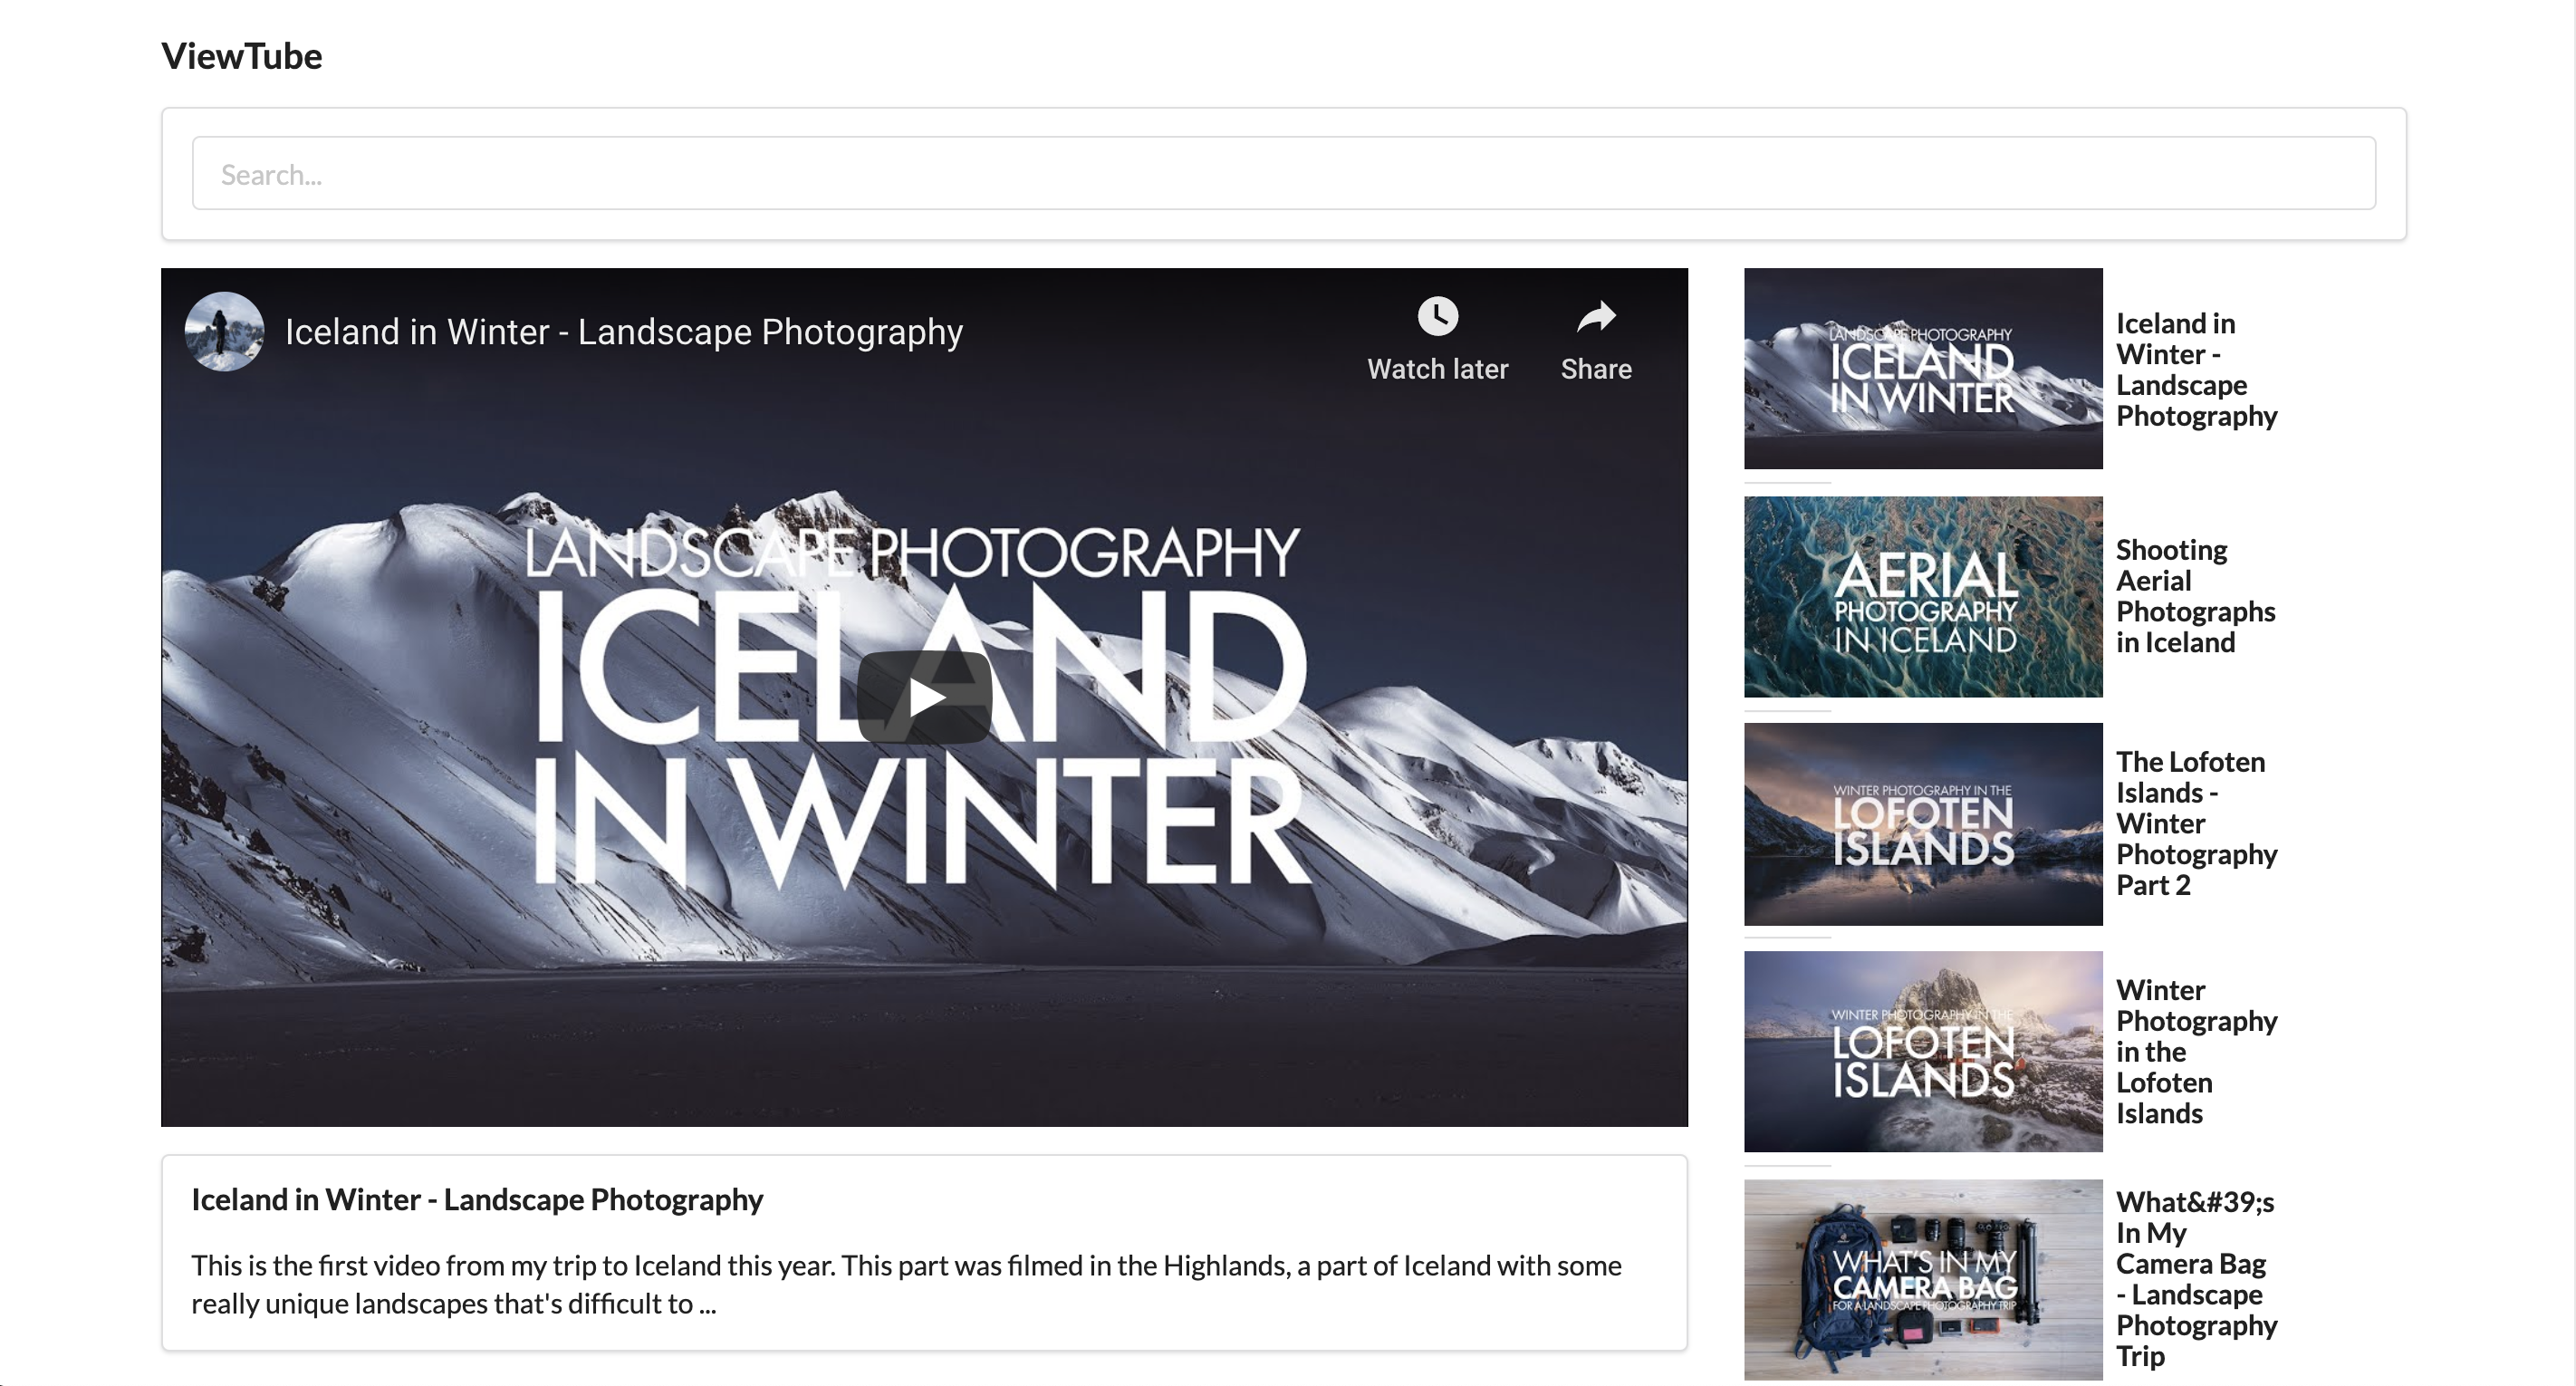 ViewTube
Search...
Iceland in Winter - Landscape Photography
Watch later
Share
LANDSCAPE PHOTOGRAPHY
ICELAND
IN WINTER
Iceland in Winter - Landscape Photography
This is the first video from my trip to Iceland this year. This part was filmed in the Highlands, a part of Iceland with some
really unique landscapes that's difficult to ...
LANDSCAPE PHOTOGRAPHY
ICELAND
IN WINTER
Iceland in
Winter -
Landscape
Photography
AERIAL
PHOTOGRAPHY
IN ICELAND
Shooting
Aerial
Photographs
in Iceland
WINTER PHOTOGRAPHY IN THE
LOFOTEN
ISLANDS
The Lofoten
Islands -
Winter
Photography
Part 2
WINTER PHOTOGRAPHY IN THE
LOFOTEN
ISLANDS
Winter
Photography
in the
Lofoten
Islands
WHAT'S IN MY
CAMERA BAG
FOR A LANDSCAPE PHOTOGRAPHY TRIP
What&#39;s
In My
Camera Bag
- Landscape
Photography
Trip